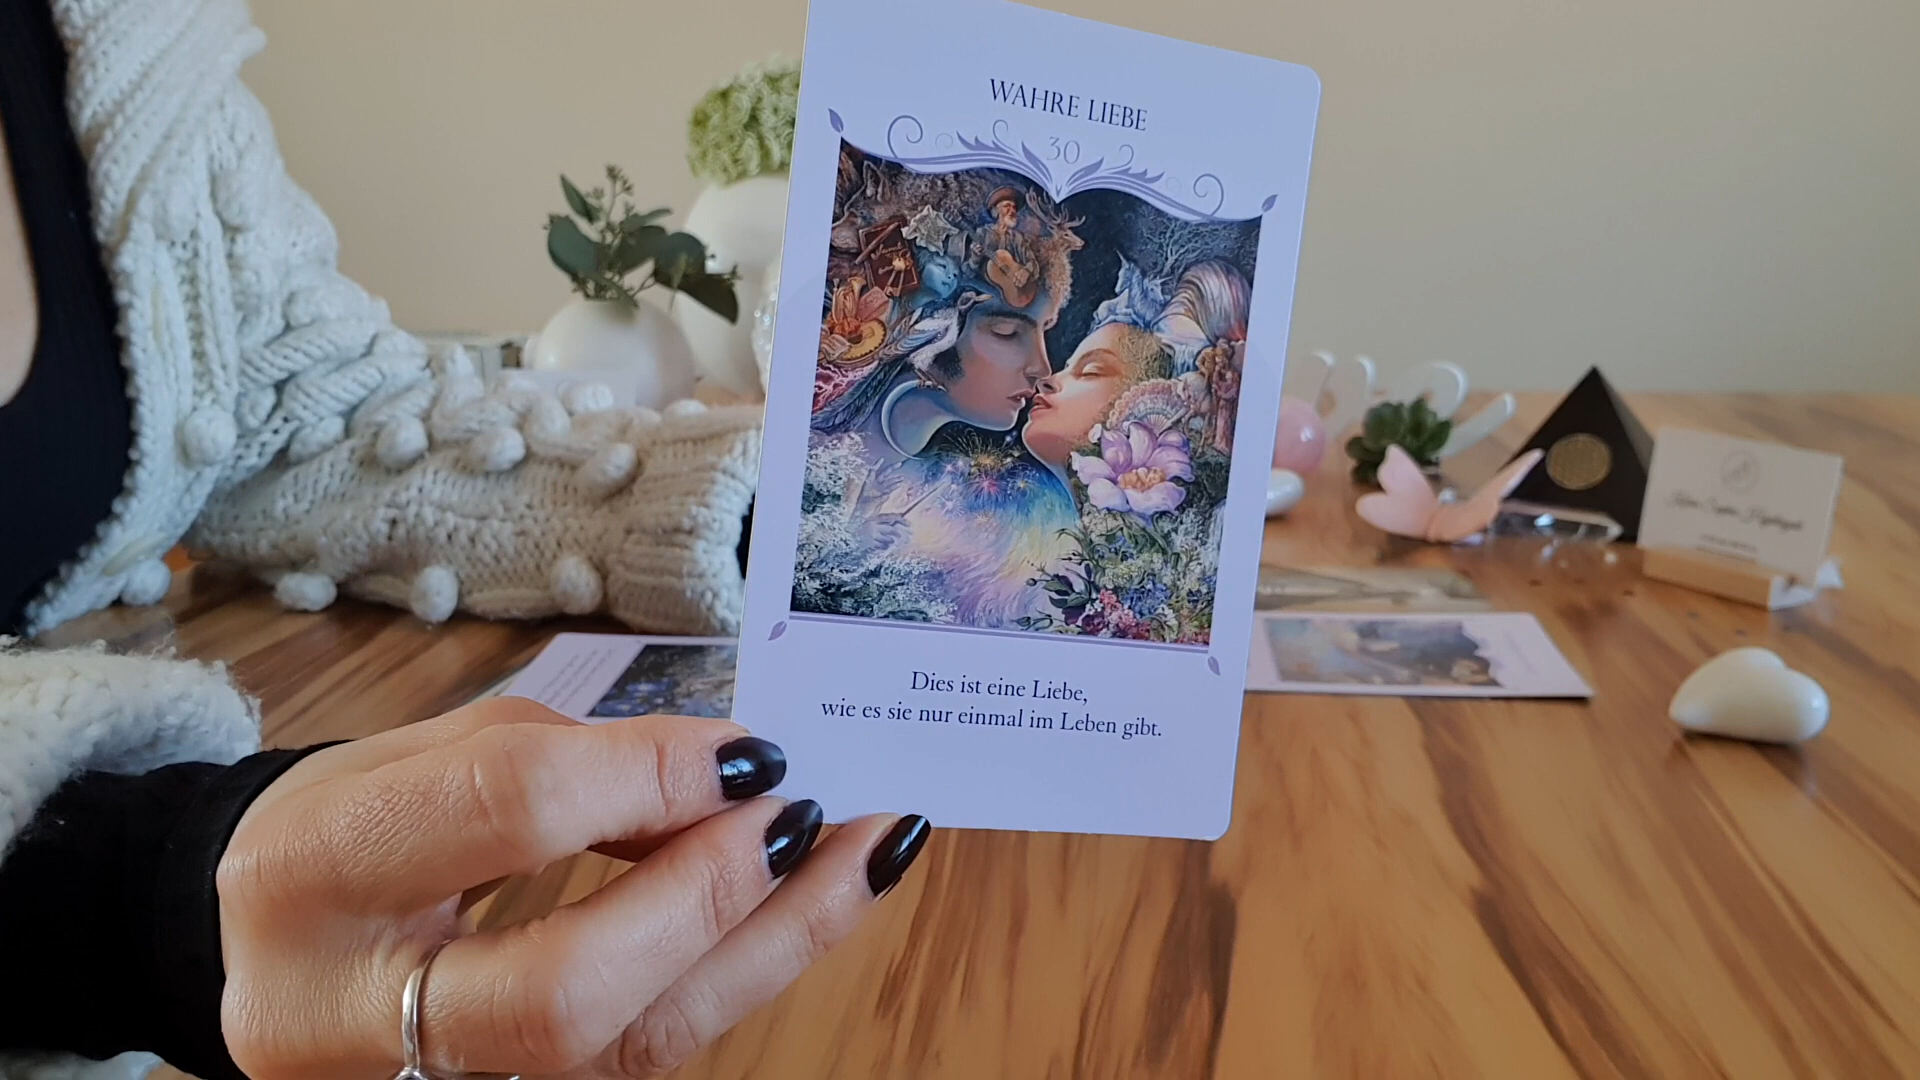 WAHRE LIEBE
30
Dies ist eine Liebe,
wie es sie nur einmal im Leben gibt.